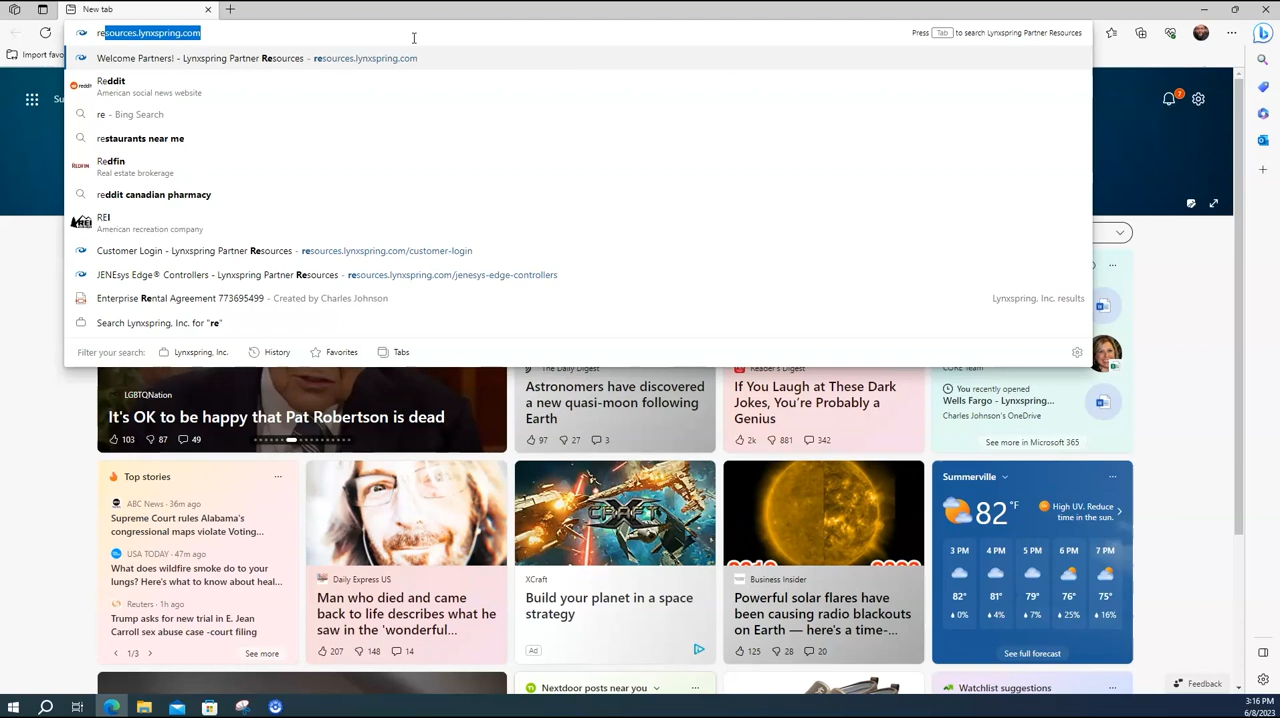 New tab
resources.lynxspring.com
Press Tab to search Lynxspring Partner Resources
Import favo
Welcome Partners! - Lynxspring Partner Resources - resources.lynxspring.com
Reddit
American social news website
re - Bing Search
restaurants near me
Redfin
Real estate brokerage
reddit canadian pharmacy
REI
American recreation company
Customer Login - Lynxspring Partner Resources - resources.lynxspring.com/customer-login
JENEsys Edge® Controllers - Lynxspring Partner Resources - resources.lynxspring.com/jenesys-edge-controllers
Enterprise Rental Agreement 773695499 - Created by Charles Johnson
Lynxspring, Inc. results
Search Lynxspring, Inc. for "re"
Filter your search:
Lynxspring, Inc.
History
Favorites
Tabs
Su
7
LGBTQNation
It's OK to be happy that Pat Robertson is dead
103
87
49
The Daily Digest
Astronomers have discovered
a new quasi-moon following
Earth
97
27
3
Reader's Digest
If You Laugh at These Dark
Jokes, You're Probably a
Genius
2k
881
342
CORE Team
You recently opened
Wells Fargo - Lynxspring...
Charles Johnson's OneDrive
See more in Microsoft 365
Top stories
ABC News · 36m ago
Supreme Court rules Alabama's
congressional maps violate Voting...
USA TODAY · 47m ago
What does wildfire smoke do to your
lungs? Here's what to know about heal...
Reuters · 1h ago
Trump asks for new trial in E. Jean
Carroll sex abuse case -court filing
1/3
See more
Daily Express US
Man who died and came
back to life describes what he
saw in the 'wonderful...
207
148
14
CRAFT
XCraft
Build your planet in a space
strategy
Ad
Business Insider
Powerful solar flares have
been causing radio blackouts
on Earth — here's a time-...
125
28
20
Summerville
82 °F
High UV. Reduce
time in the sun.
3 PM
4 PM
5 PM
6 PM
7 PM
82°
81°
79°
76°
75°
0%
4%
7%
25%
16%
See full forecast
Nextdoor posts near you
Watchlist suggestions
Feedback
3:16 PM
6/8/2023